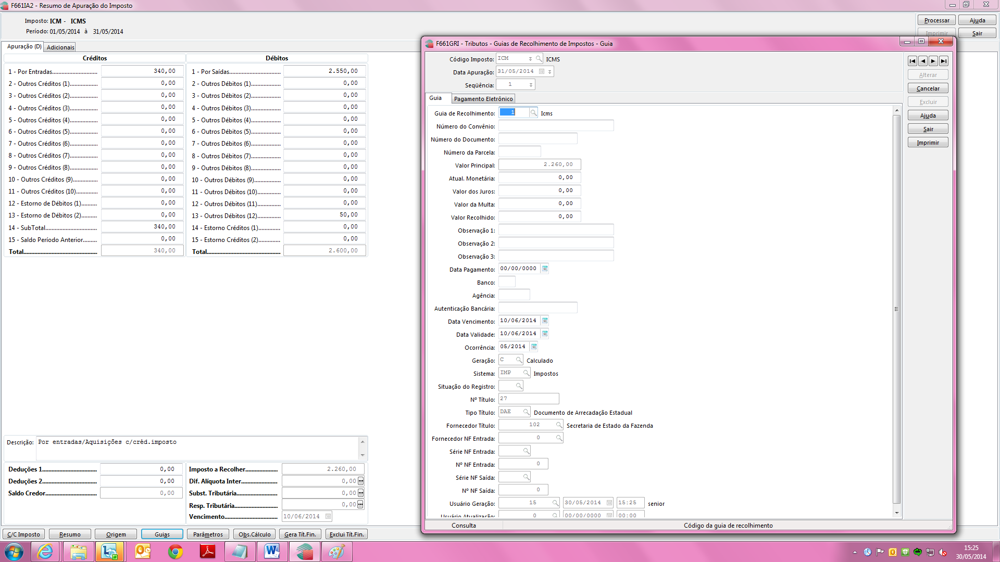 F661IA2 - Resumo de Apuração do Imposto
Imposto: ICM - ICMS
Período: 01/05/2014 à 31/05/2014
Processar Ajuda
Imprimir Sair
Apuração (D) Adicionais
Créditos Débitos
1 - Por Entradas............................. 340,00 1 - Por Saídas.................................. 2.550,00
2 - Outros Créditos (1)................... 0,00 2 - Outros Débitos (1)................... 0,00
3 - Outros Créditos (2)................... 0,00 3 - Outros Débitos (2)................... 0,00
4 - Outros Créditos (3)................... 0,00 4 - Outros Débitos (3)................... 0,00
5 - Outros Créditos (4)................... 0,00 5 - Outros Débitos (4)................... 0,00
6 - Outros Créditos (5)................... 0,00 6 - Outros Débitos (5)................... 0,00
7 - Outros Créditos (6)................... 0,00 7 - Outros Débitos (6)................... 0,00
8 - Outros Créditos (7)................... 0,00 8 - Outros Débitos (7)................... 0,00
9 - Outros Créditos (8)................... 0,00 9 - Outros Débitos (8)................... 0,00
10 - Outros Créditos (9)................ 0,00 10 - Outros Débitos (9)................. 0,00
11 - Outros Créditos (10).............. 0,00 11 - Outros Débitos (10)............... 0,00
12 - Estorno de Débitos (1).......... 0,00 12 - Outros Débitos (11)............... 0,00
13 - Estorno de Débitos (2).......... 0,00 13 - Outros Débitos (12)............... 50,00
14 - SubTotal................................. 340,00 14 - Estorno Créditos (1).............. 0,00
15 - Saldo Período Anterior......... 0,00 15 - Estorno Créditos (2).............. 0,00
Total............................................... 340,00 Total............................................... 2.600,00
Descrição: Por entradas/Aquisições c/créd.imposto
Deduções 1................................... 0,00 Imposto a Recolher..................... 2.260,00
Deduções 2................................... 0,00 Dif. Alíquota Inter....................... 0,00
Saldo Credor................................. 0,00 Subst. Tributária.......................... 0,00
Resp. Tributária............................ 0,00
Vencimento.................................. 10/06/2014
C/C Imposto Resumo Origem Guias Parâmetros Obs.Cálculo Gera Tít.Fin. Exclui Tít.Fin.
F661GRI - Tributos - Guias de Recolhimento de Impostos - Guia
Código Imposto: ICM ICMS
Data Apuração: 31/05/2014
Seqüência: 1
Alterar
Cancelar
Excluir
Ajuda
Sair
Imprimir
Guia Pagamento Eletrônico
Guia de Recolhimento: 1 Icms
Número do Convênio:
Número do Documento:
Número da Parcela:
Valor Principal: 2.260,00
Atual. Monetária: 0,00
Valor dos Juros: 0,00
Valor da Multa: 0,00
Valor Recolhido: 0,00
Observação 1:
Observação 2:
Observação 3:
Data Pagamento: 00/00/0000
Banco:
Agência:
Autenticação Bancária:
Data Vencimento: 10/06/2014
Data Validade: 10/06/2014
Ocorrência: 05/2014
Geração: C Calculado
Sistema: IMP Impostos
Situação do Registro:
Nº Título: 27
Tipo Título: DAE Documento de Arrecadação Estadual
Fornecedor Título: 102 Secretaria de Estado da Fazenda
Fornecedor NF Entrada: 0
Série NF Entrada:
Nº NF Entrada: 0
Série NF Saída:
Nº NF Saída: 0
Usuário Geração: 15 30/05/2014 15:25 senior
Usuário Atualização: 0 00/00/0000 00:00
Consulta Código da guia de recolhimento
15:25
30/05/2014